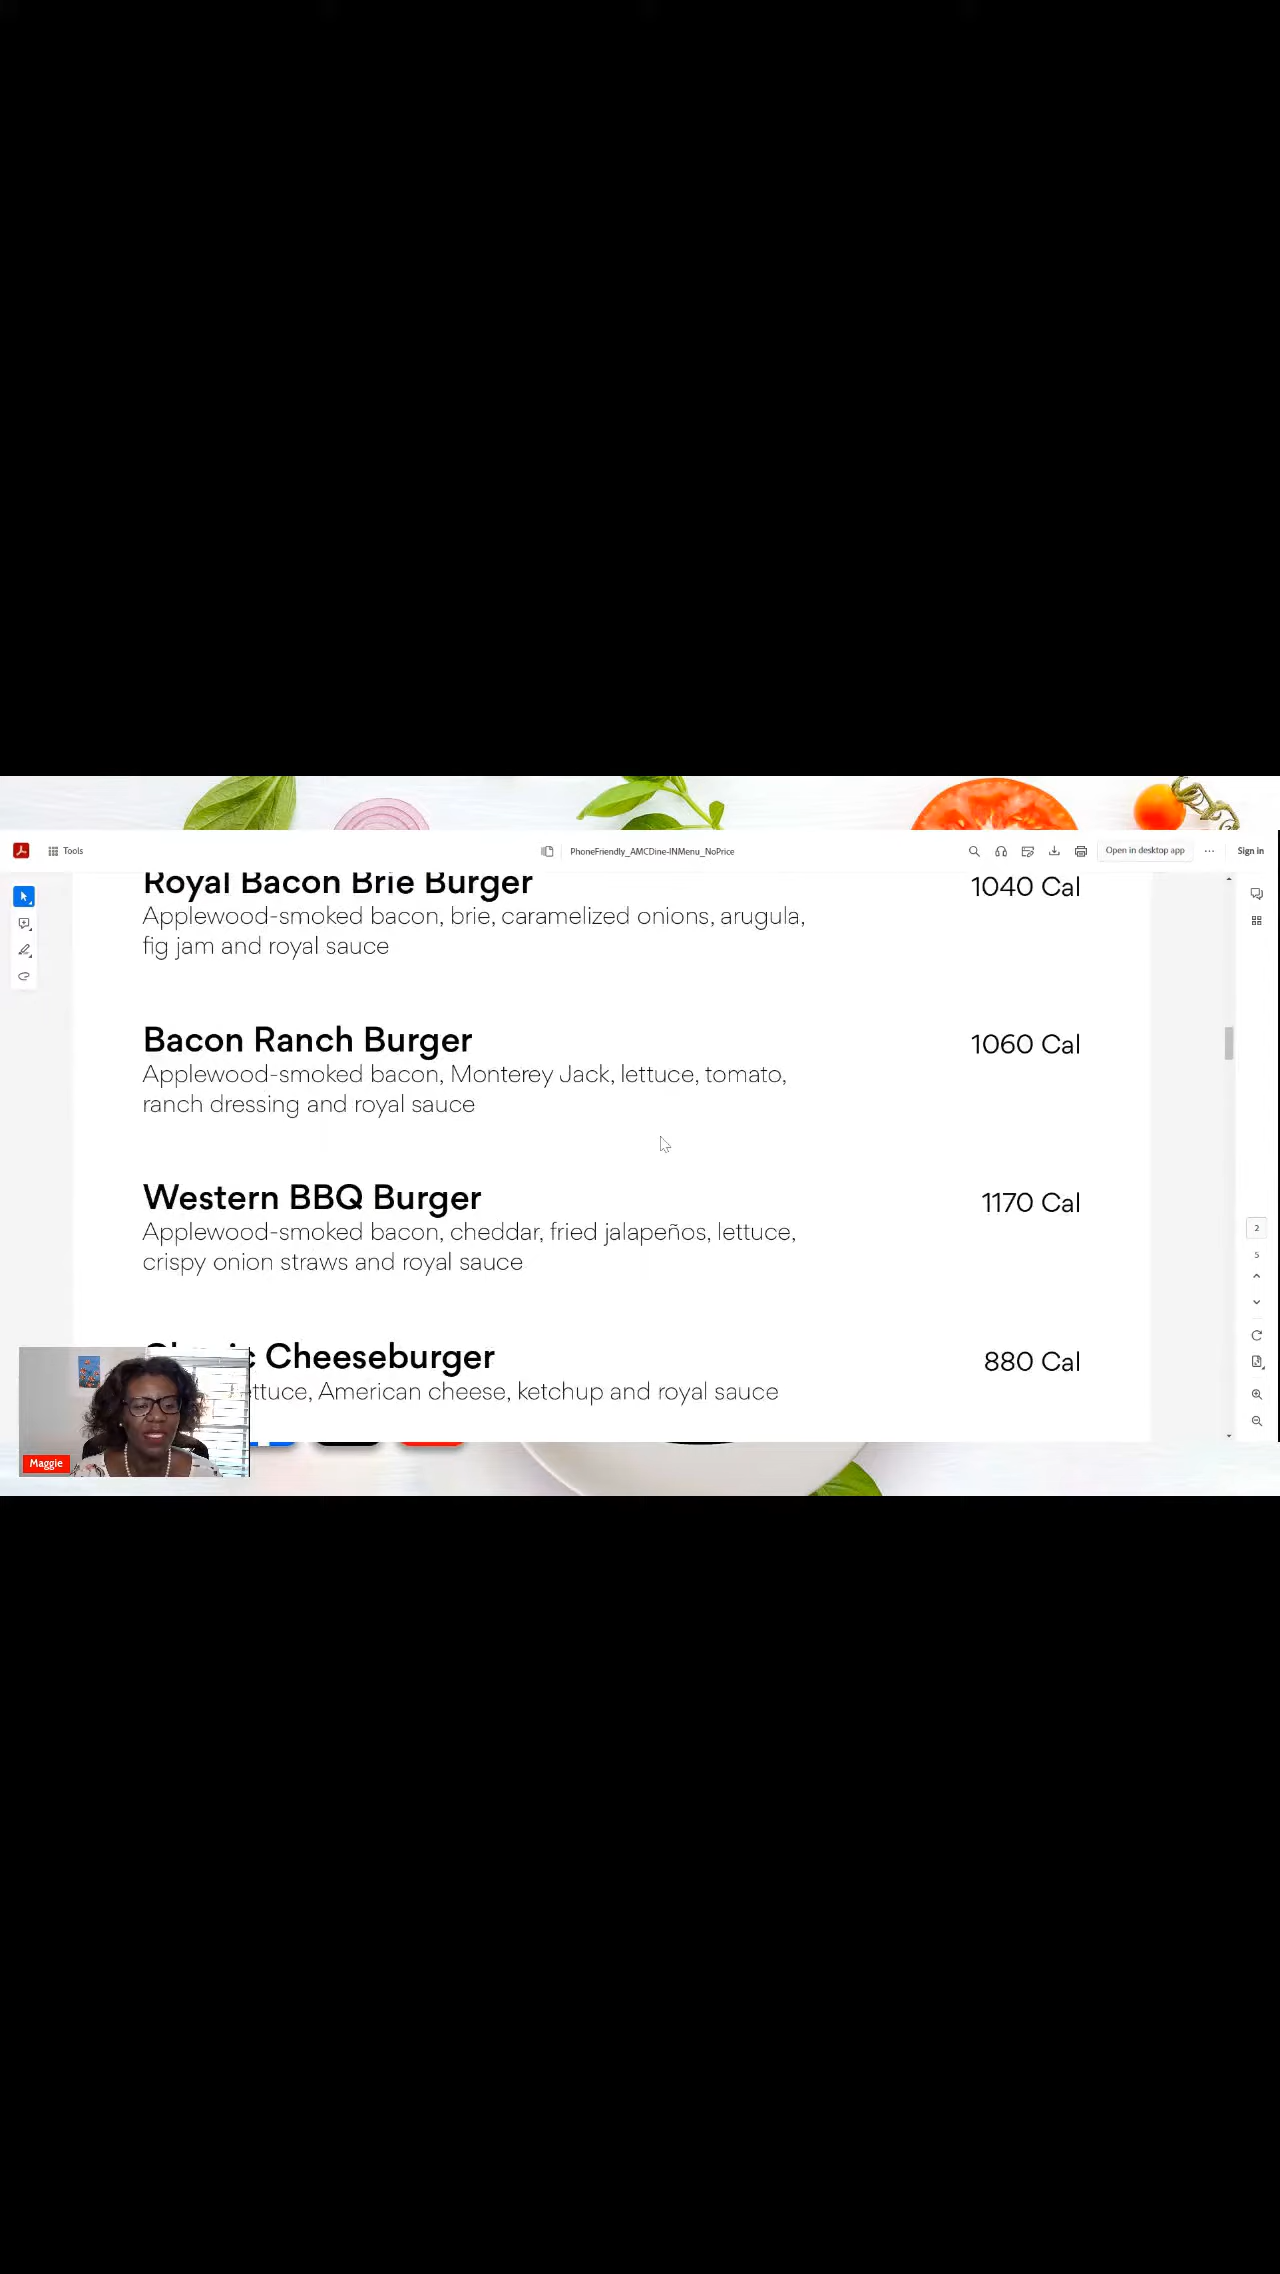 Tools
PhoneFriendly_AMCDine-INMenu_NoPrice
Open in desktop app
Sign in
Royal Bacon Brie Burger
1040 Cal
Applewood-smoked bacon, brie, caramelized onions, arugula,
fig jam and royal sauce
Bacon Ranch Burger
1060 Cal
Applewood-smoked bacon, Monterey Jack, lettuce, tomato,
ranch dressing and royal sauce
Western BBQ Burger
1170 Cal
Applewood-smoked bacon, cheddar, fried jalapeños, lettuce,
crispy onion straws and royal sauce
2
5
Cheeseburger
880 Cal
American cheese, ketchup and royal sauce
Maggie